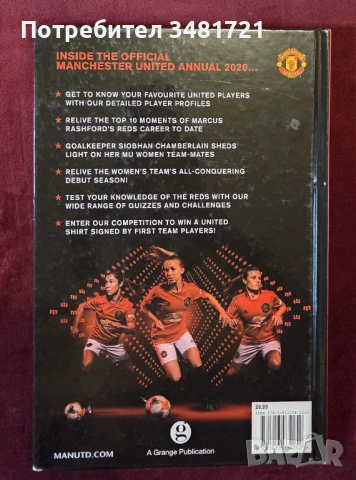 3481721
INSIDE THE OFFICIAL
MANCHESTER UNITED ANNUAL 2020...
GET TO KNOW YOUR FAVOURITE UNITED PLAYERS
WITH OUR DETAILED PLAYER PROFILES
RELIVE THE TOP 10 MOMENTS OF MARCUS
RASHFORD'S REDS CAREER TO DATE
GOALKEEPER SIOBHAN CHAMBERLAIN SHEDS
LIGHT ON HER MU WOMEN TEAM-MATES
RELIVE THE WOMEN'S TEAM'S ALL-CONQUERING
DEBUT SEASON!
TEST YOUR KNOWLEDGE OF THE REDS WITH OUR
WIDE RANGE OF QUIZZES AND CHALLENGES
ENTER OUR COMPETITION TO WIN A UNITED
SHIRT SIGNED BY FIRST TEAM PLAYERS!
£8.99
g
MANUTD.COM
A Grange Publication
BAZAR